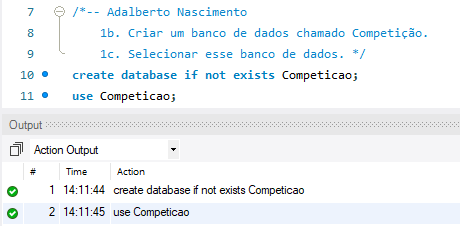 7 /*-- Adalberto Nascimento
8 1b. Criar um banco de dados chamado Competição.
9 1c. Selecionar esse banco de dados. */
10 create database if not exists Competicao;
11 use Competicao;
Output
Action Output
# Time Action
1 14:11:44 create database if not exists Competicao
2 14:11:45 use Competicao